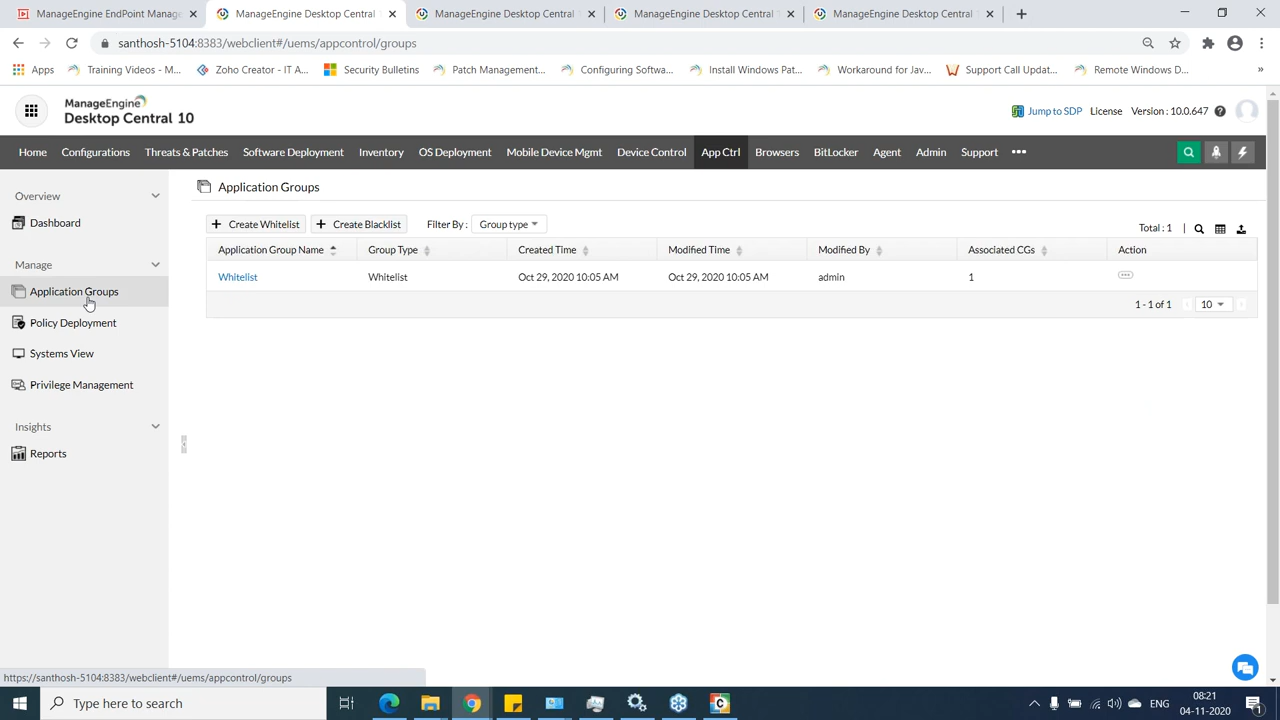 ManageEngine EndPoint Manag
ManageEngine Desktop Central
ManageEngine Desktop Central
ManageEngine Desktop Central
ManageEngine Desktop Central
santhosh-5104:8383/webclient#/uems/appcontrol/groups
Apps
Training Videos - M...
Zoho Creator - IT A...
Security Bulletins
Patch Management...
Configuring Softwa...
Install Windows Pat...
Workaround for Jav...
Support Call Updat...
Remote Windows D...
»
ManageEngine
Desktop Central 10
Jump to SDP License Version : 10.0.647
Home Configurations Threats & Patches Software Deployment Inventory OS Deployment Mobile Device Mgmt Device Control App Ctrl Browsers BitLocker Agent Admin Support
Overview
Dashboard
Manage
Application Groups
Policy Deployment
Systems View
Privilege Management
Insights
Reports
Application Groups
+ Create Whitelist + Create Blacklist Filter By : Group type
Total : 1
Application Group Name Group Type Created Time Modified Time Modified By Associated CGs Action
Whitelist Whitelist Oct 29, 2020 10:05 AM Oct 29, 2020 10:05 AM admin 1
1 - 1 of 1 10
https://santhosh-5104:8383/webclient#/uems/appcontrol/groups
Type here to search
ENG
08:21
04-11-2020
1